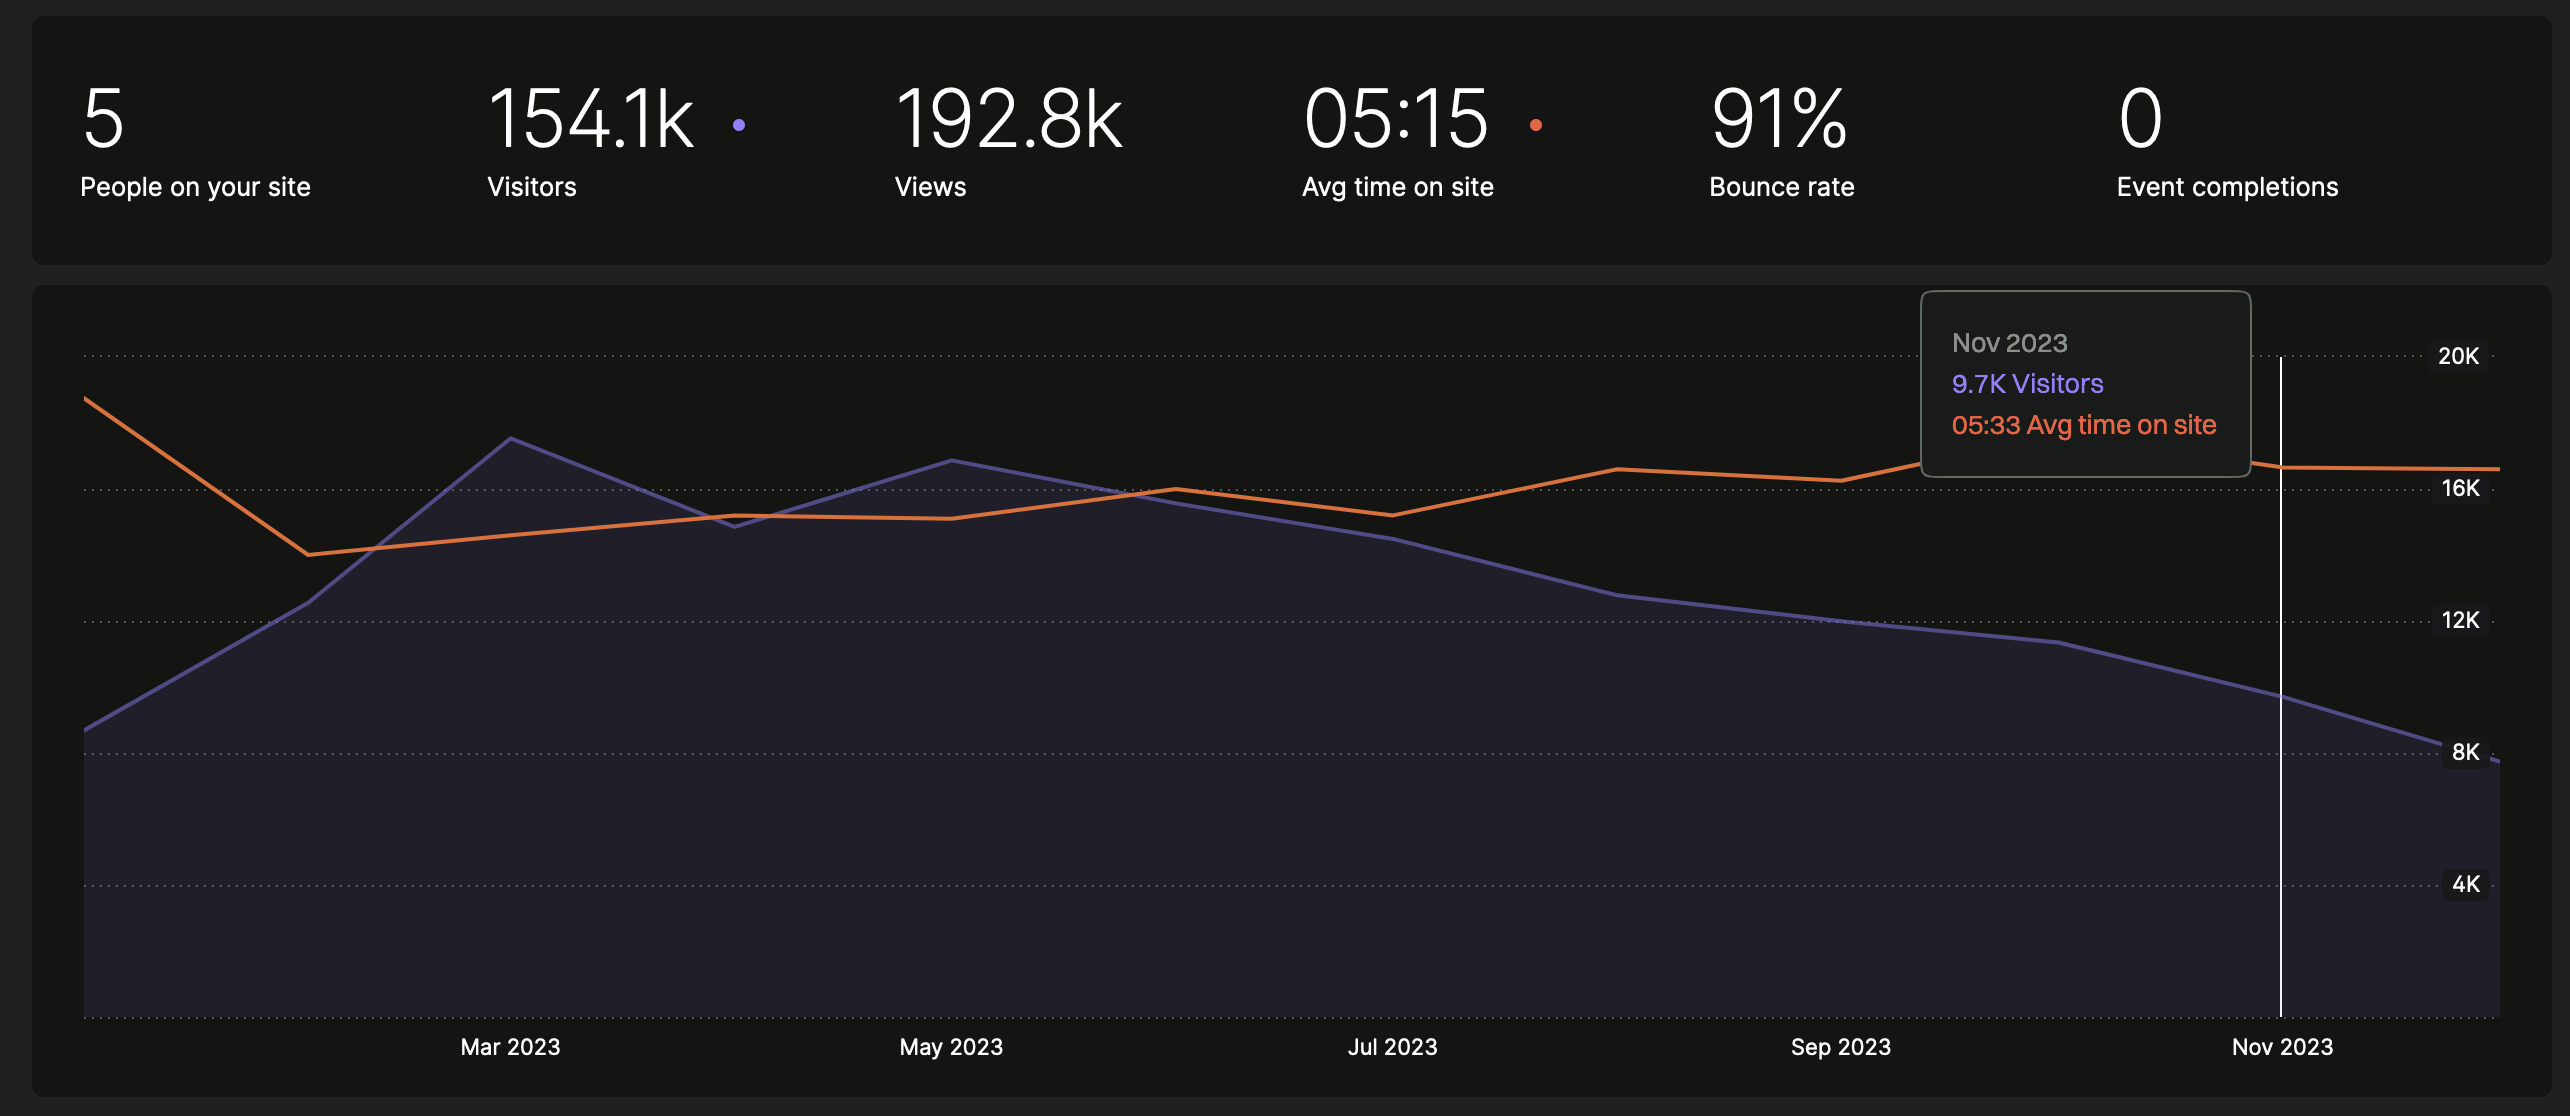 5
People on your site
154.1k
Visitors
192.8k
Views
05:15
Avg time on site
91%
Bounce rate
0
Event completions
Nov 2023
9.7K Visitors
05:33 Avg time on site
20K
16K
12K
8K
4K
Mar 2023
May 2023
Jul 2023
Sep 2023
Nov 2023